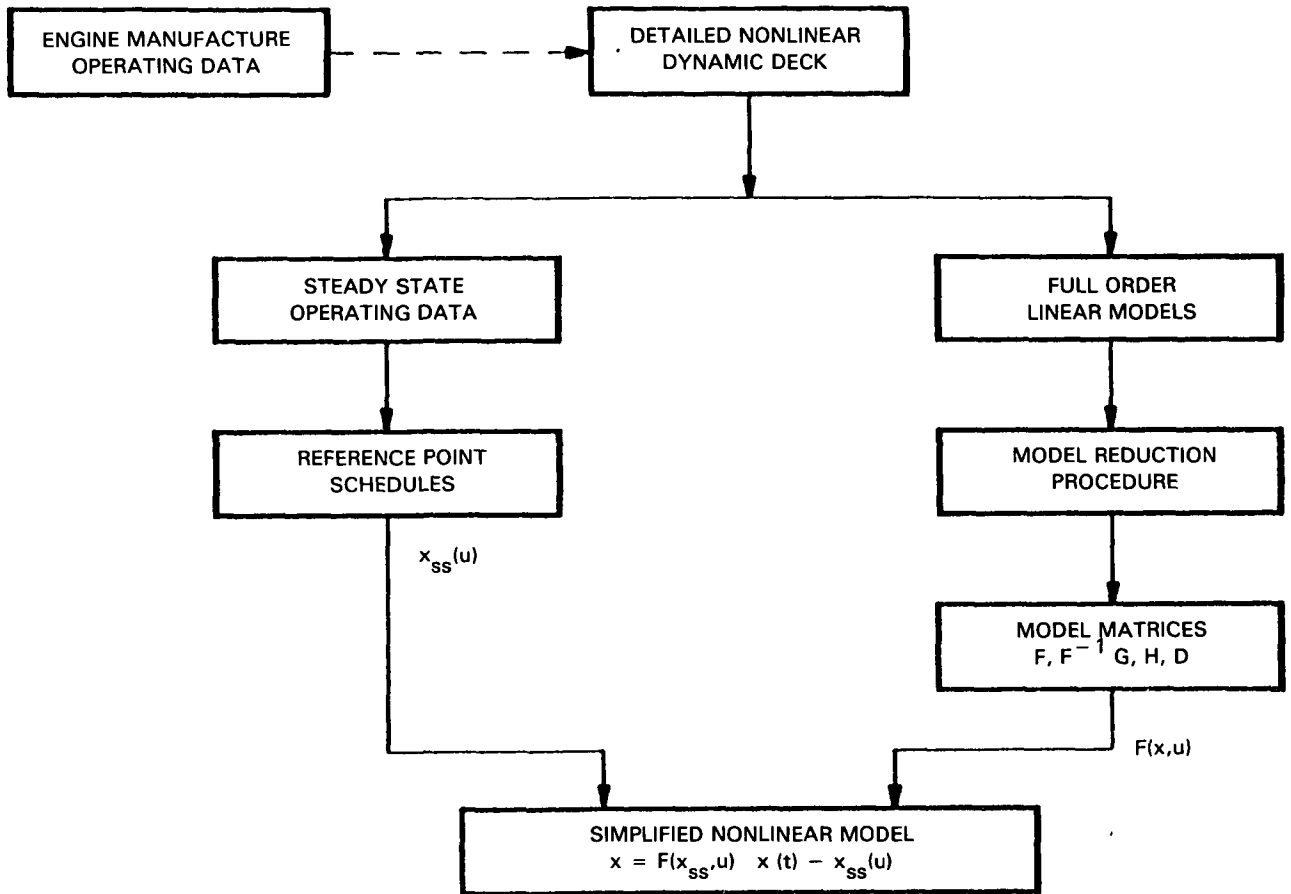 ENGINE MANUFACTURE
OPERATING DATA
DETAILED NONLINEAR
DYNAMIC DECK
STEADY STATE
OPERATING DATA
FULL ORDER
LINEAR MODELS
REFERENCE POINT
SCHEDULES
MODEL REDUCTION
PROCEDURE
x_ss(u)
MODEL MATRICES
F, F⁻¹ G, H, D
F(x,u)
SIMPLIFIED NONLINEAR MODEL
x = F(x_ss,u) x (t) − x_ss(u)